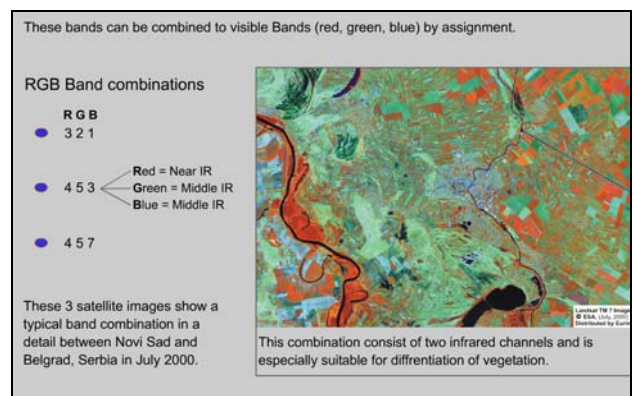 These bands can be combined to visible Bands (red, green, blue) by assignment.
RGB Band combinations
R G B
3 2 1
4 5 3
Red = Near IR
Green = Middle IR
Blue = Middle IR
4 5 7
These 3 satellite images show a
typical band combination in a
detail between Novi Sad and
Belgrad, Serbia in July 2000.
Landsat TM 7 Image
© ESA, (July, 2000)
Distributed by Eurim
This combination consist of two infrared channels and is
especially suitable for diffrentiation of vegetation.